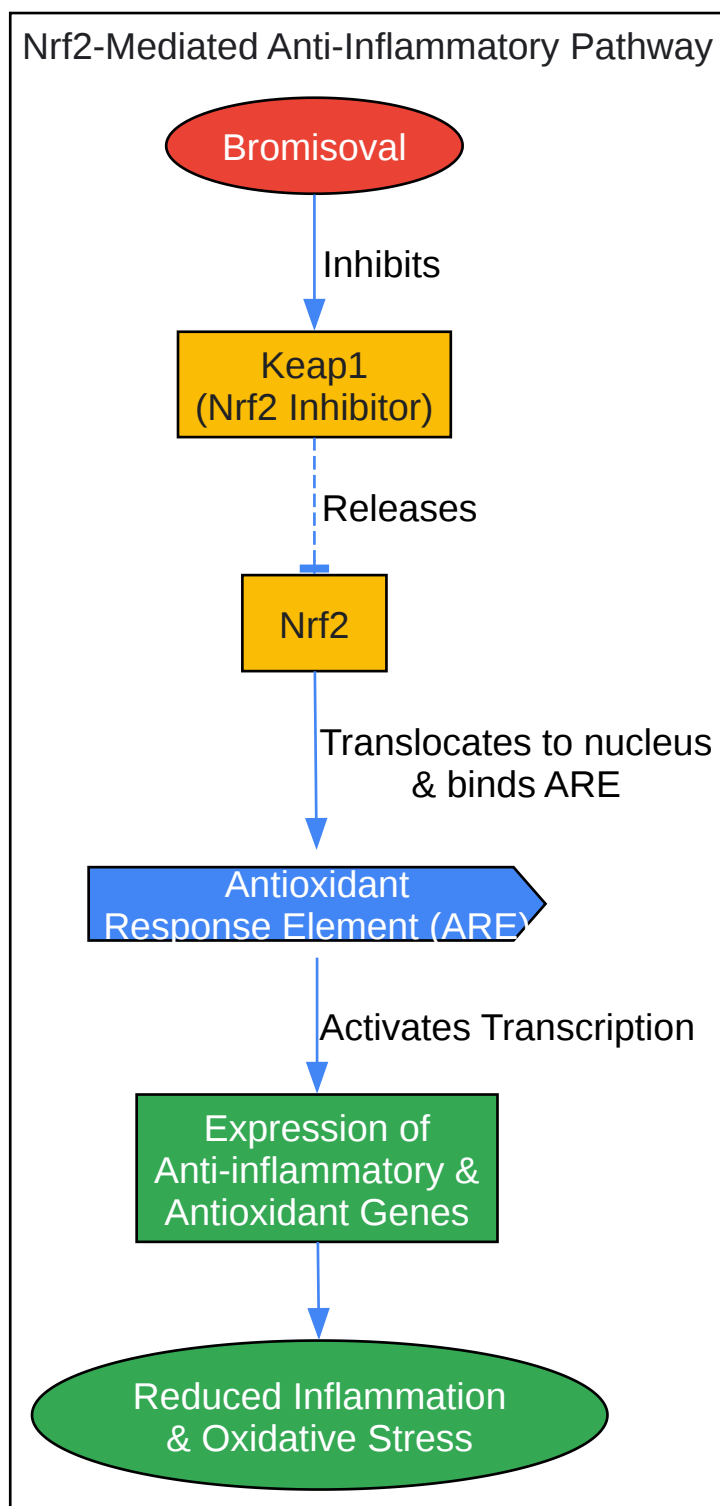 Nrf2-Mediated Anti-Inflammatory Pathway
Bromisoval
Inhibits
Keap1
(Nrf2 Inhibitor)
Releases
Nrf2
Translocates to nucleus
& binds ARE
Antioxidant
Response Element (ARE)
Activates Transcription
Expression of
Anti-inflammatory &
Antioxidant Genes
Reduced Inflammation
& Oxidative Stress